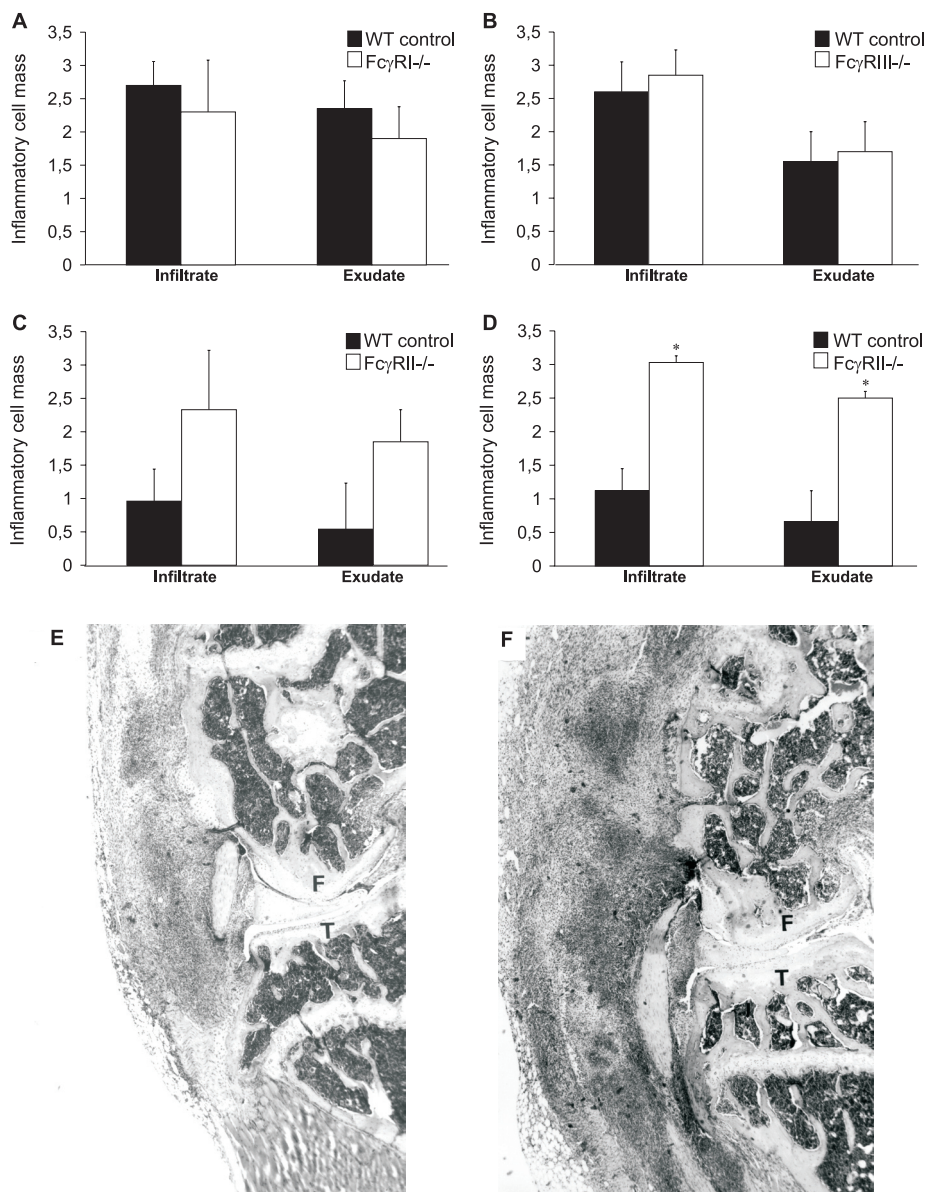 A
B
WT control
FcγRI-/-
WT control
FcγRIII-/-
Inflammatory cell mass
3,5
3
2,5
2
1,5
1
0,5
0
Infiltrate
Exudate
Inflammatory cell mass
3,5
3
2,5
2
1,5
1
0,5
0
Infiltrate
Exudate
C
D
WT control
FcγRII-/-
WT control
FcγRII-/-
Inflammatory cell mass
3,5
3
2,5
2
1,5
1
0,5
0
Infiltrate
Exudate
Inflammatory cell mass
3,5
3
2,5
2
1,5
1
0,5
0
*
*
Infiltrate
Exudate
E
F
T
F
F
T